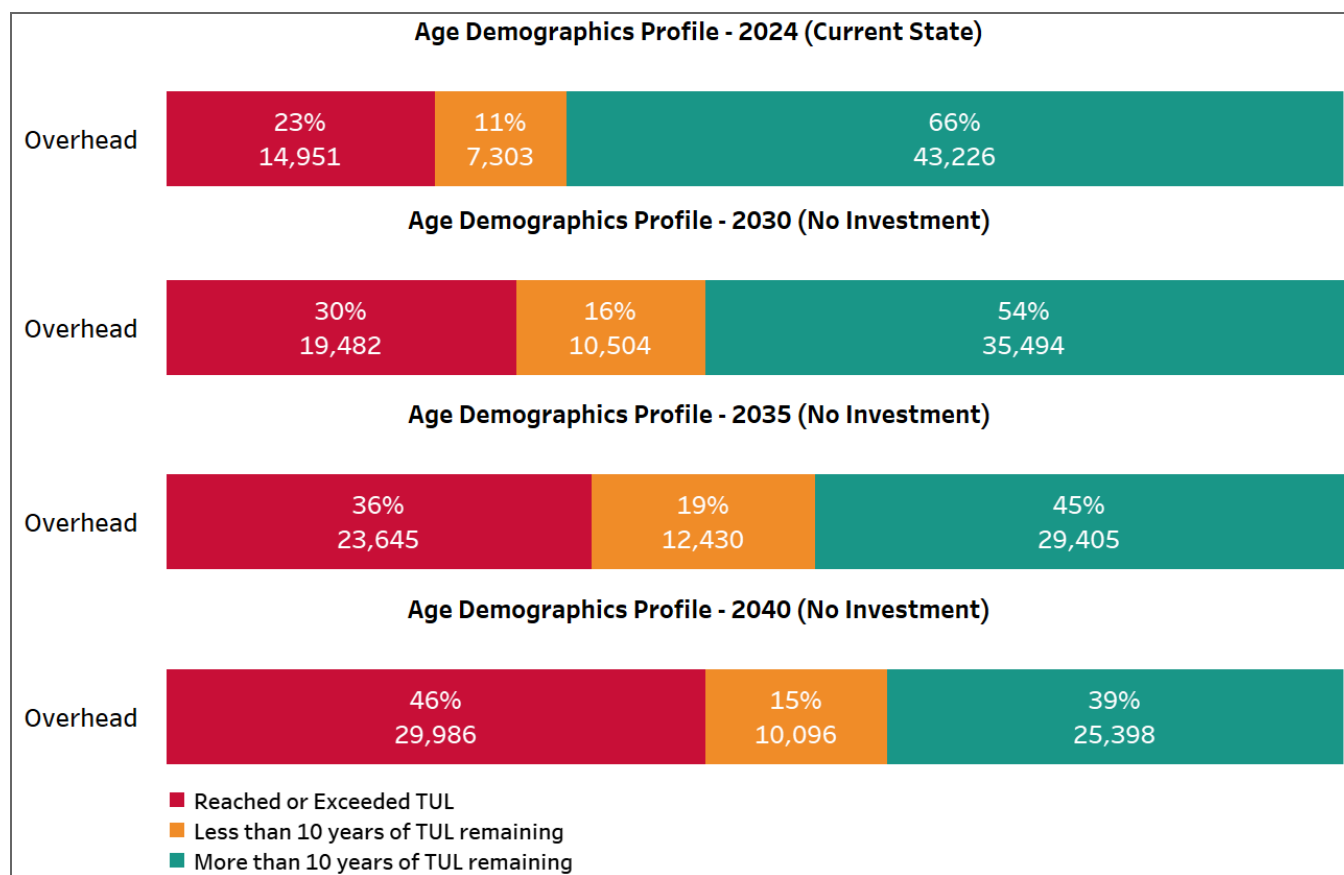 Age Demographics Profile - 2024 (Current State)
Overhead
23%
14,951
11%
7,303
66%
43,226
Age Demographics Profile - 2030 (No Investment)
Overhead
30%
19,482
16%
10,504
54%
35,494
Age Demographics Profile - 2035 (No Investment)
Overhead
36%
23,645
19%
12,430
45%
29,405
Age Demographics Profile - 2040 (No Investment)
Overhead
46%
29,986
15%
10,096
39%
25,398
Reached or Exceeded TUL
Less than 10 years of TUL remaining
More than 10 years of TUL remaining